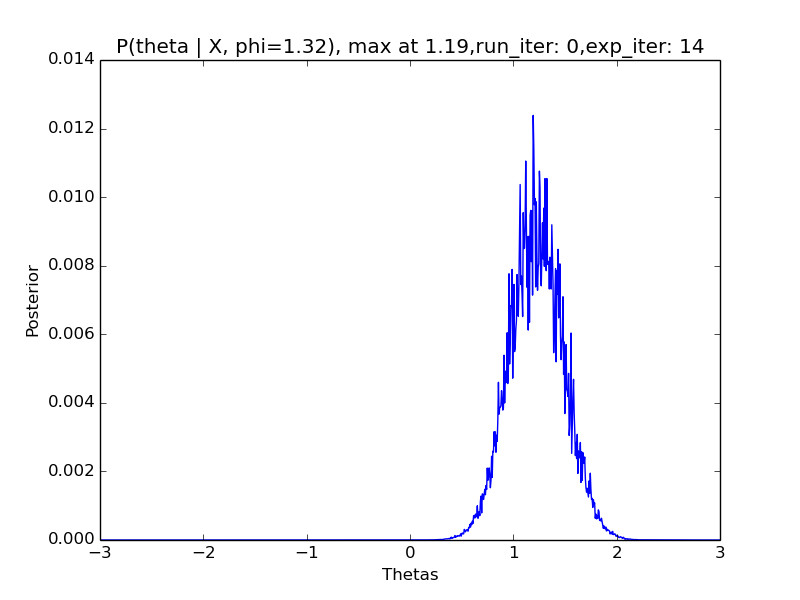 P(theta | X, phi=1.32), max at 1.19,run_iter: 0,exp_iter: 14
0.014
0.012
0.010
0.008
0.006
0.004
0.002
0.000
Posterior
−3 −2 −1 0 1 2 3
Thetas